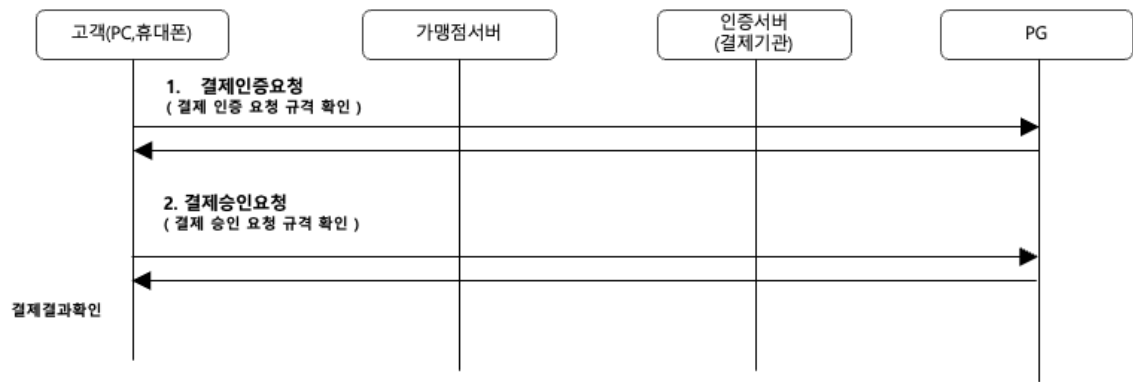 고객(PC,휴대폰)
가맹점서버
인증서버
(결제기관)
PG
1. 결제인증요청
( 결제 인증 요청 규격 확인 )
2. 결제승인요청
( 결제 승인 요청 규격 확인 )
결제결과확인